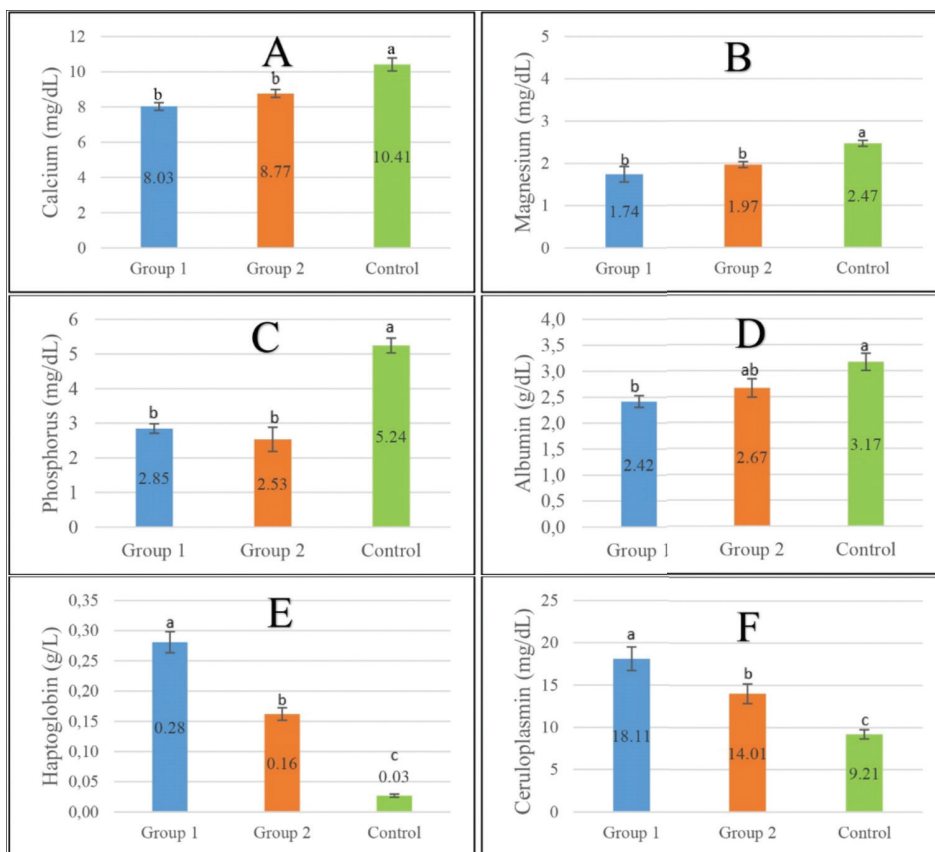 A
Calcium (mg/dL)
12
10
8
6
4
2
0
b
b
a
8.03
8.77
10.41
Group 1
Group 2
Control
B
Magnesium (mg/dL)
5
4
3
2
1
0
b
b
a
1.74
1.97
2.47
Group 1
Group 2
Control
C
Phosphorus (mg/dL)
6
5
4
3
2
1
0
b
b
a
2.85
2.53
5.24
Group 1
Group 2
Control
D
Albumin (g/dL)
4,0
3,5
3,0
2,5
2,0
1,5
1,0
0,5
0,0
b
ab
a
2.42
2.67
3.17
Group 1
Group 2
Control
E
Haptoglobin (g/L)
0,35
0,30
0,25
0,20
0,15
0,10
0,05
0,00
a
b
c
0.28
0.16
0.03
Group 1
Group 2
Control
F
Ceruloplasmin (mg/dL)
25
20
15
10
5
0
a
b
c
18.11
14.01
9.21
Group 1
Group 2
Control